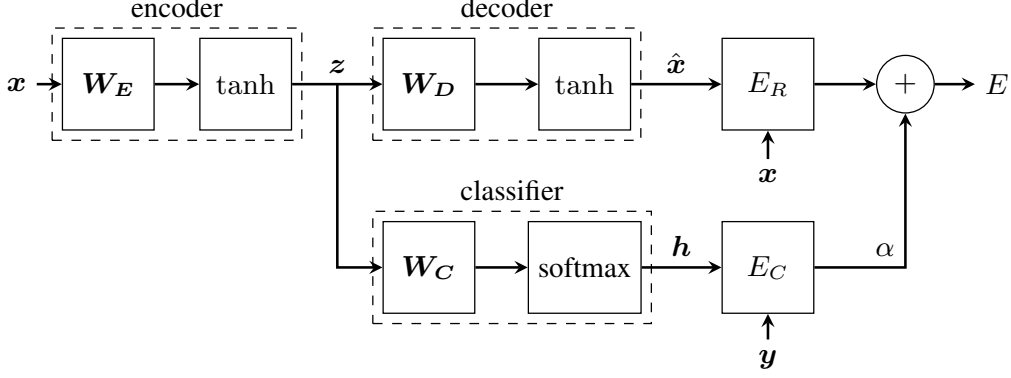 encoder decoder
x W_E tanh z W_D tanh x̂ E_R + E
x
classifier
W_C softmax h E_C α
y